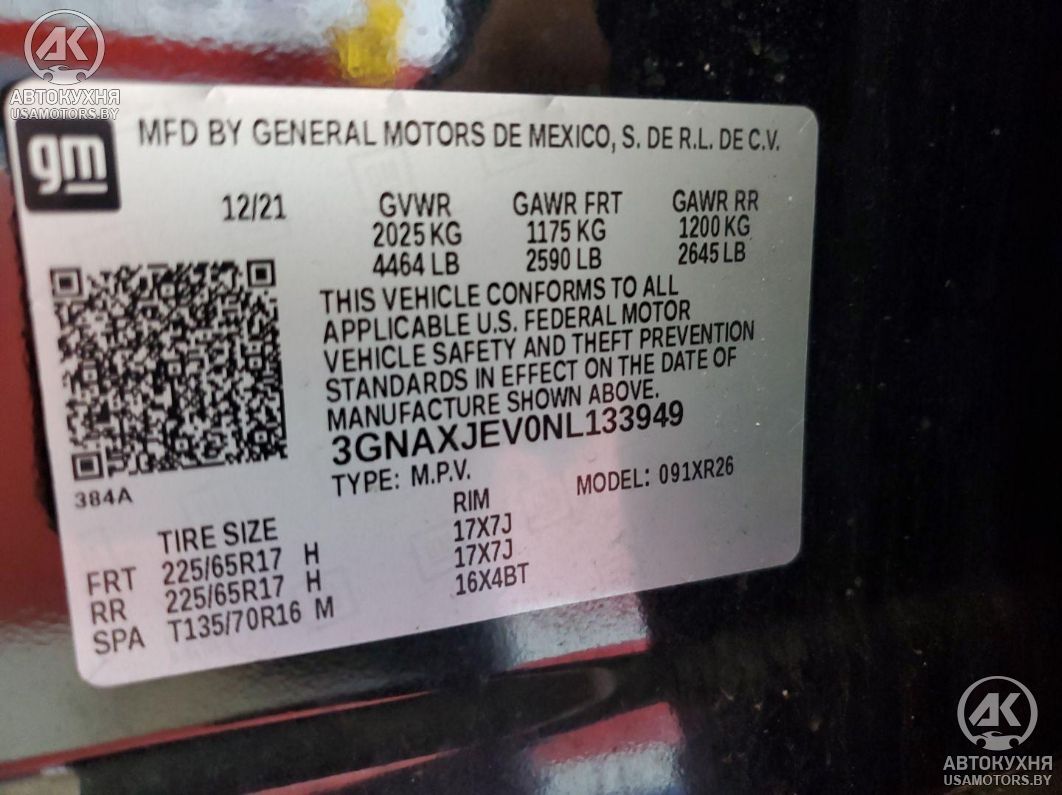 AK
АВТОКУХНЯ
USAMOTORS.BY
gm
MFD BY GENERAL MOTORS DE MEXICO, S. DE R.L. DE C.V.
12/21 GVWR GAWR FRT GAWR RR
2025 KG 1175 KG 1200 KG
4464 LB 2590 LB 2645 LB
THIS VEHICLE CONFORMS TO ALL
APPLICABLE U.S. FEDERAL MOTOR
VEHICLE SAFETY AND THEFT PREVENTION
STANDARDS IN EFFECT ON THE DATE OF
MANUFACTURE SHOWN ABOVE.
3GNAXJEV0NL133949
TYPE: M.P.V. MODEL: 091XR26
384A
TIRE SIZE RIM
FRT 225/65R17 H 17X7J
RR 225/65R17 H 17X7J
SPA T135/70R16 M 16X4BT
AK
АВТОКУХНЯ
USAMOTORS.BY